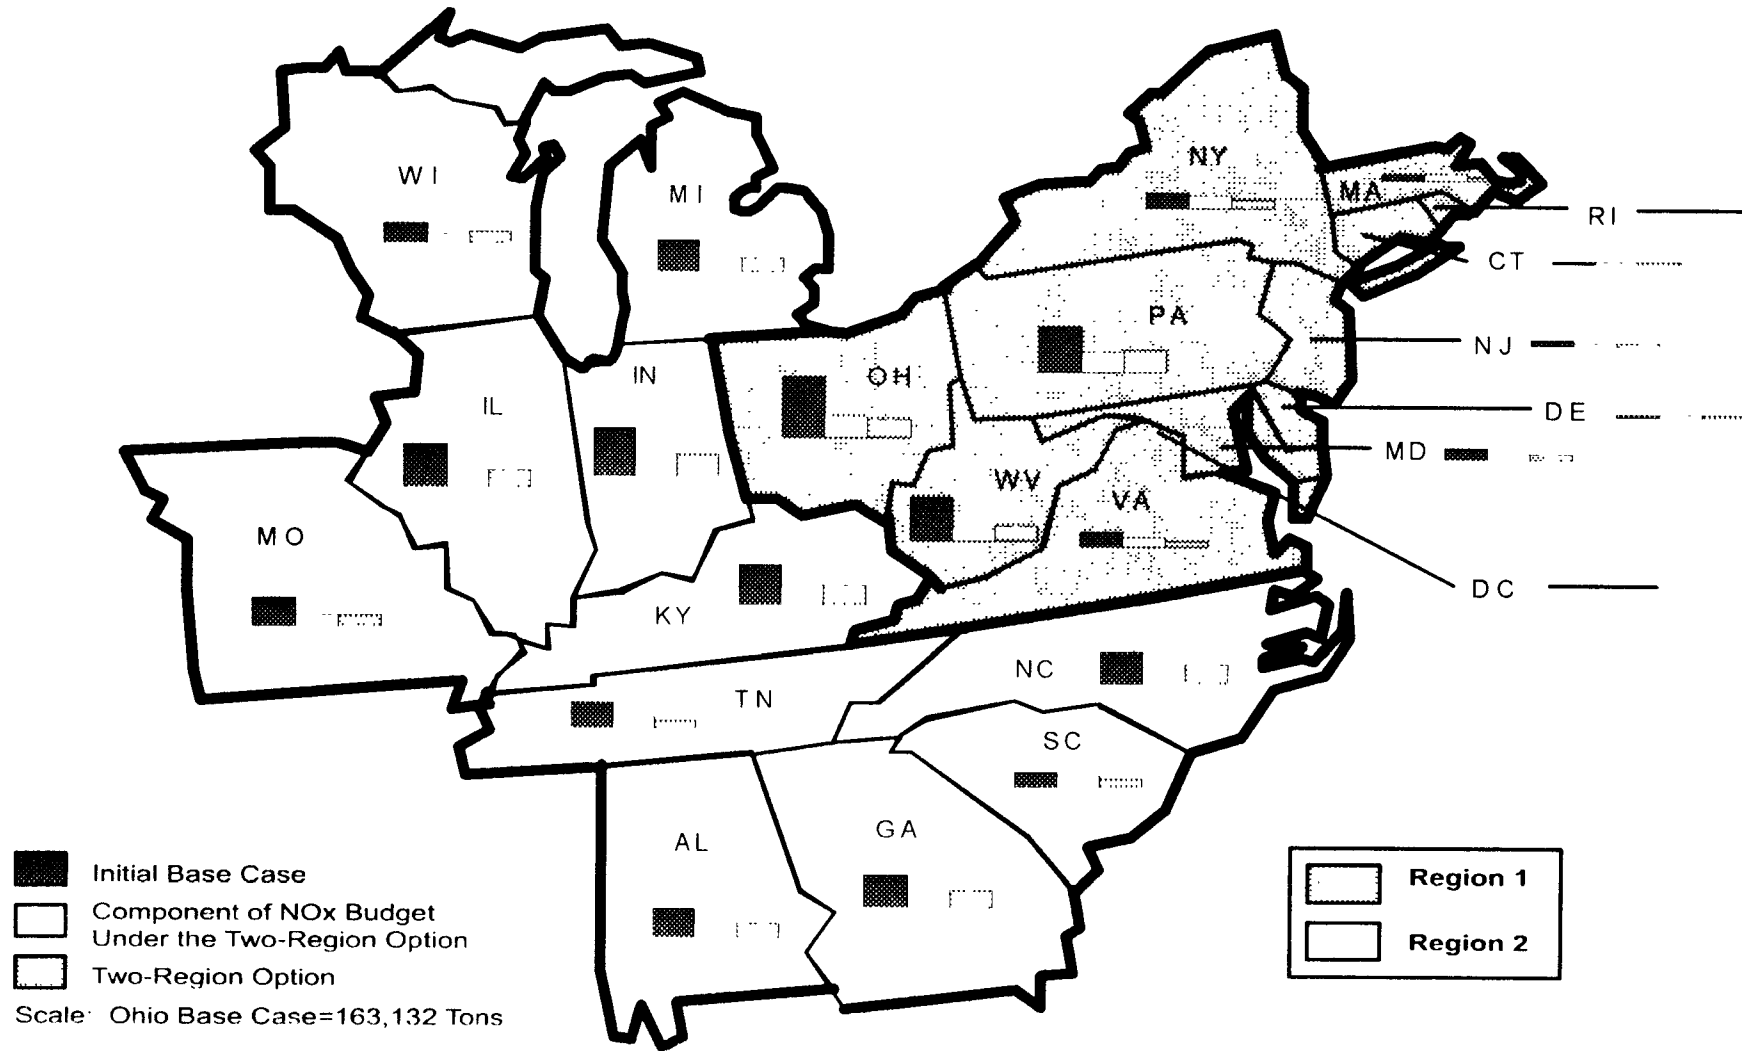 NY
WI
MI
MA
RI
CT
PA
NJ
IN
OH
IL
DE
MD
WV
VA
MO
DC
KY
NC
TN
SC
GA
AL
Initial Base Case
Component of NOx Budget
Under the Two-Region Option
Two-Region Option
Scale: Ohio Base Case=163,132 Tons
Region 1
Region 2